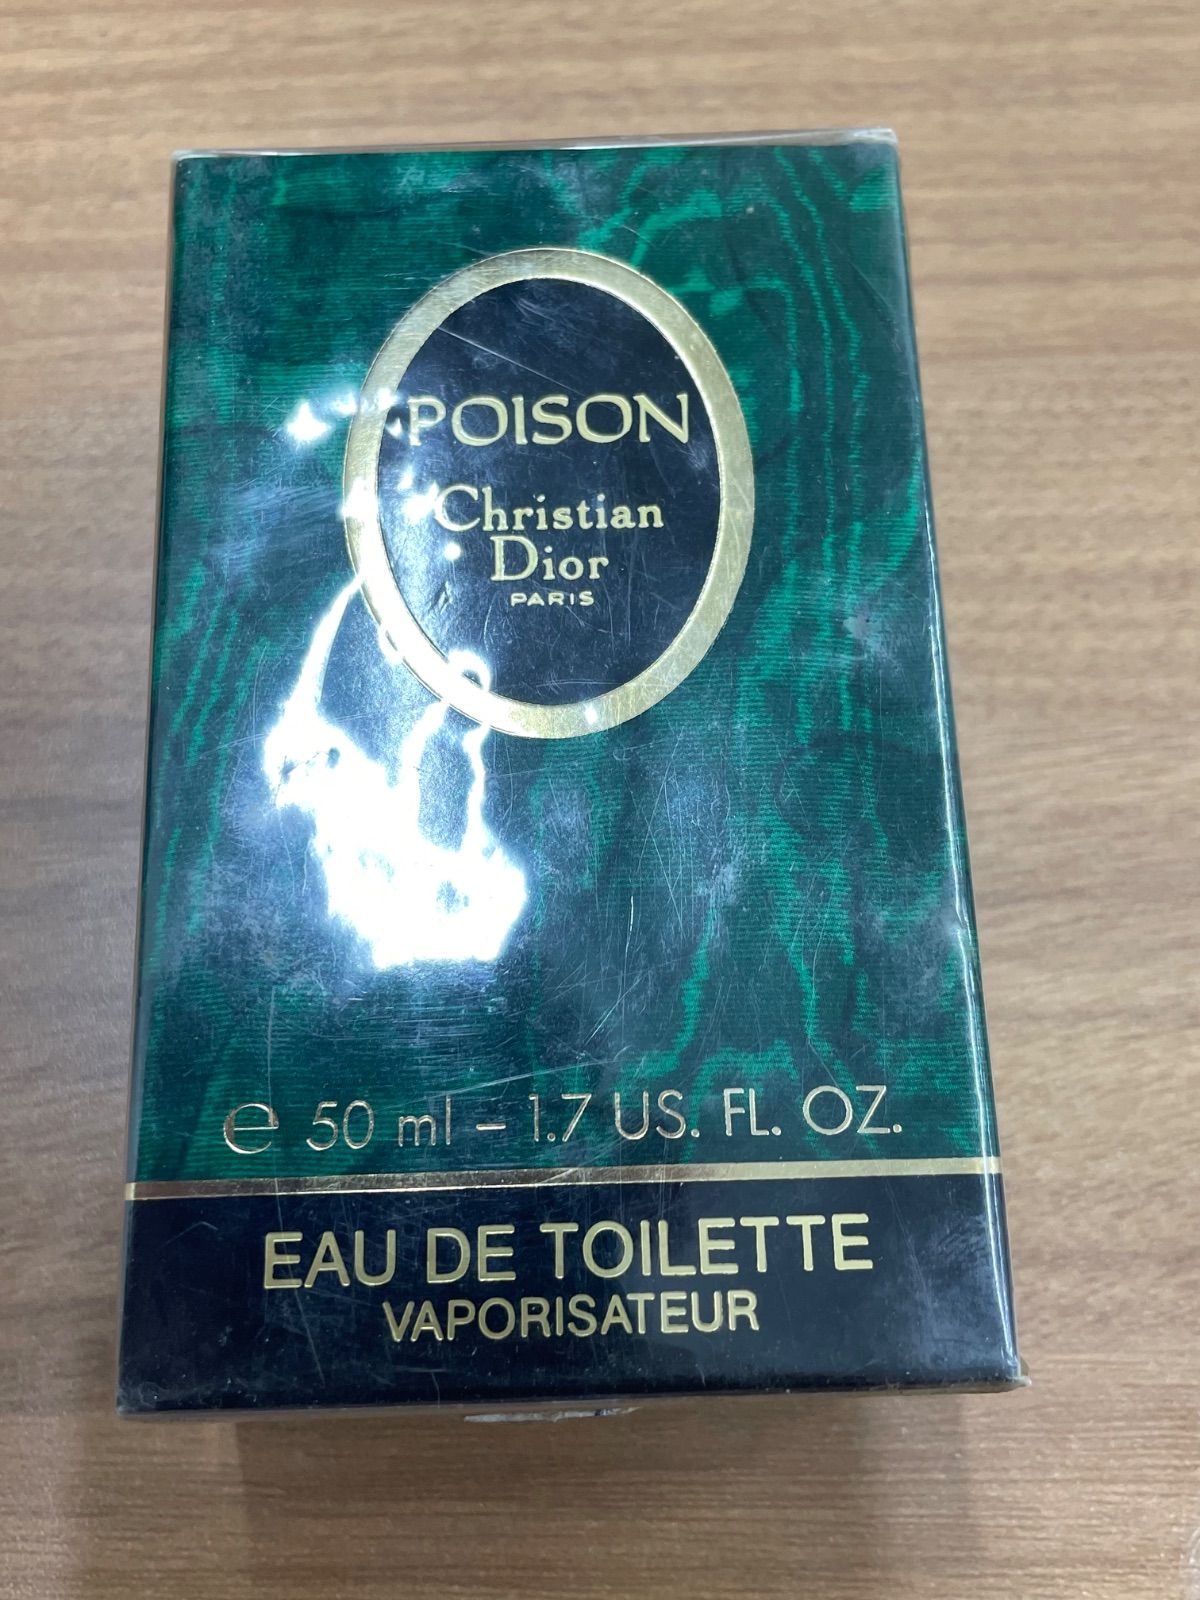 POISON
Christian
Dior
PARIS
℮ 50 ml – 1.7 US. FL. OZ.
EAU DE TOILETTE
VAPORISATEUR